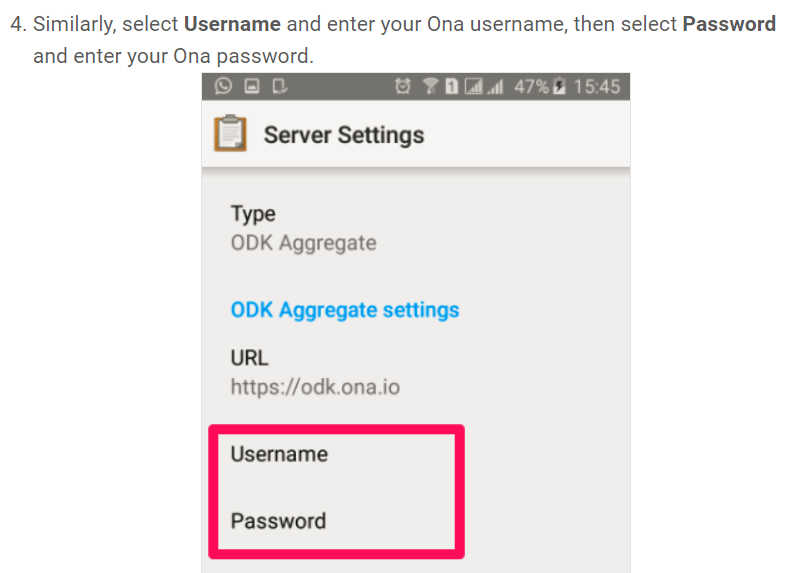 4. Similarly, select Username and enter your Ona username, then select Password
and enter your Ona password.
47% 15:45
Server Settings
Type
ODK Aggregate
ODK Aggregate settings
URL
https://odk.ona.io
Username
Password